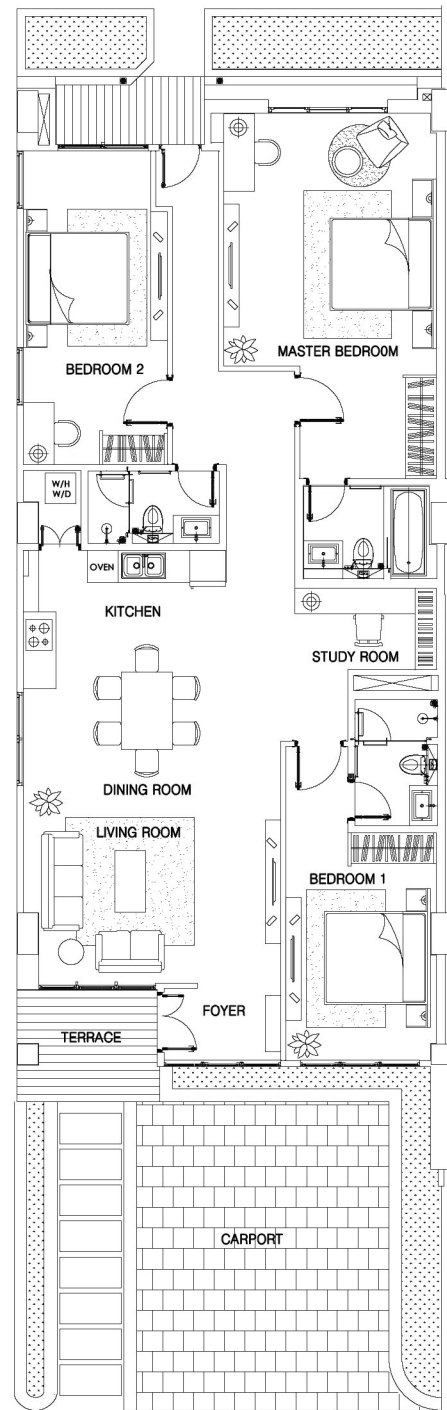 MASTER BEDROOM
BEDROOM 2
W/H
W/D
OVEN
KITCHEN
STUDY ROOM
DINING ROOM
LIVING ROOM
BEDROOM 1
FOYER
TERRACE
CARPORT